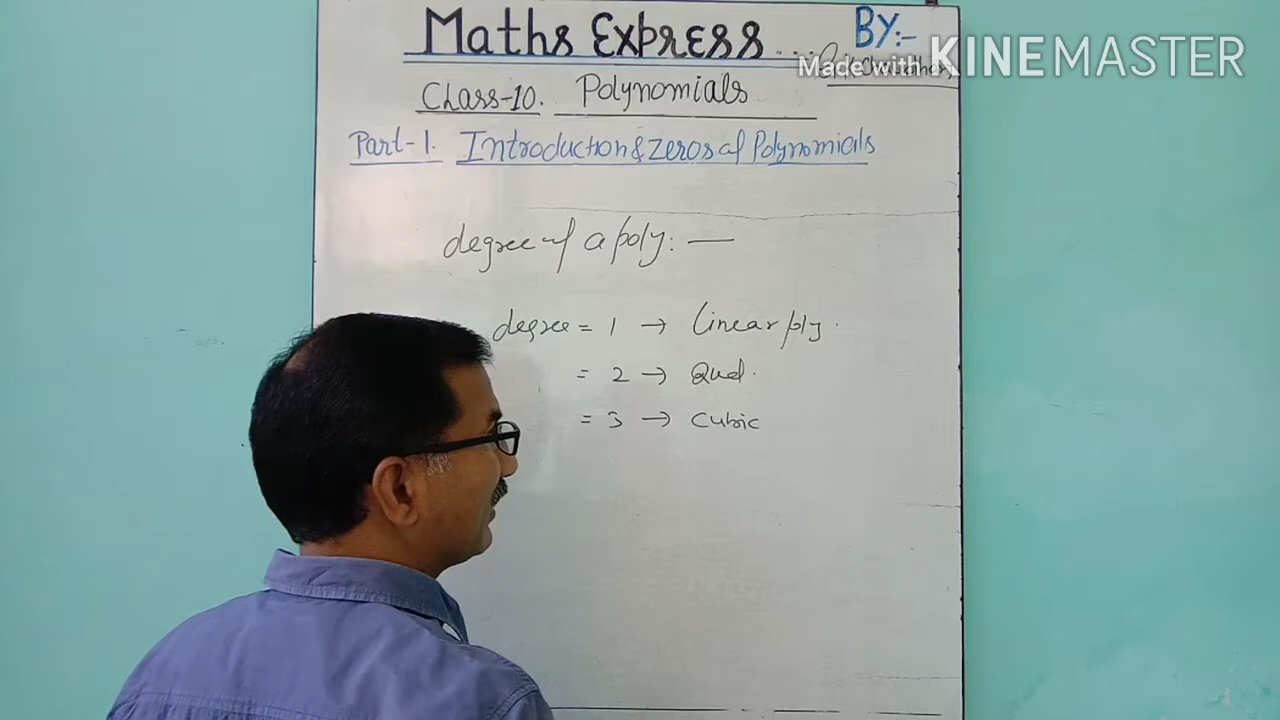 Maths Express ... BY:-
Made with KINEMASTER
Class-10. Polynomials
Part-1. Introduction & Zeros of Polynomials
degree of a poly: —
degree = 1 → Linear poly.
= 2 → Quad.
= 3 → Cubic